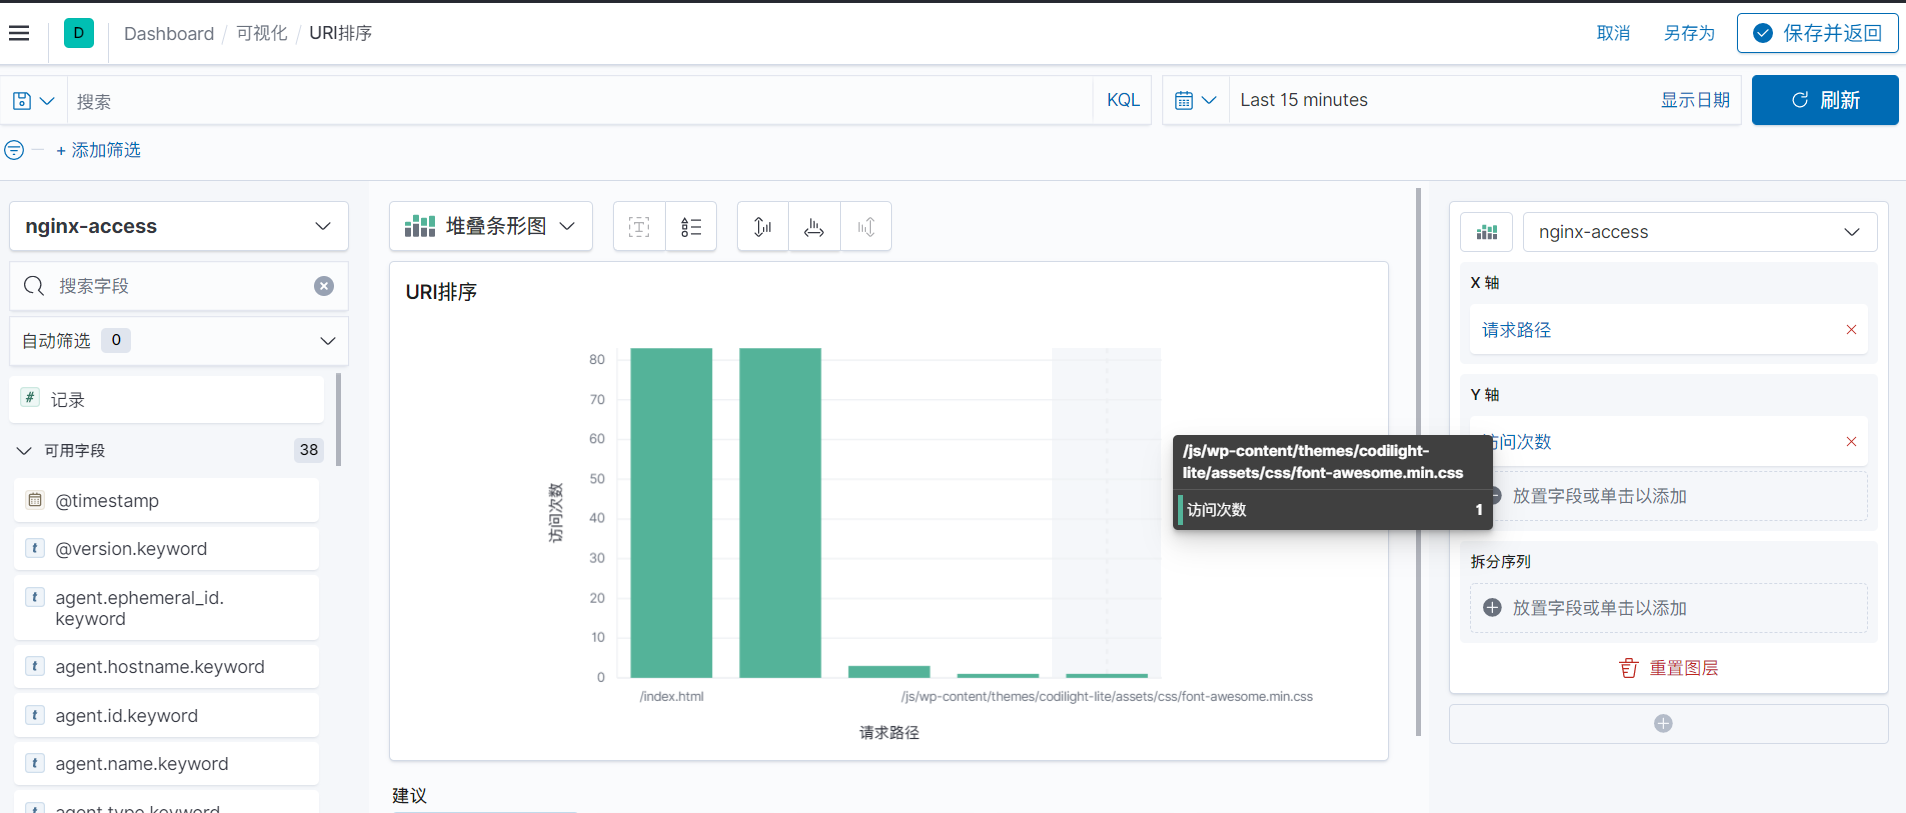 D Dashboard / 可视化 / URI排序 取消 另存为 保存并返回
搜索 KQL Last 15 minutes 显示日期 刷新
+ 添加筛选
nginx-access
搜索字段
自动筛选 0
# 记录
可用字段 38
@timestamp
t @version.keyword
t agent.ephemeral_id.
keyword
t agent.hostname.keyword
t agent.id.keyword
t agent.name.keyword
t agent.type.keyword
堆叠条形图
URI排序
80
70
60
50
40
30
20
10
0
访问次数
/index.html /js/wp-content/themes/codilight-lite/assets/css/font-awesome.min.css
请求路径
/js/wp-content/themes/codilight-
lite/assets/css/font-awesome.min.css
访问次数 1
建议
nginx-access
X 轴
请求路径
Y 轴
访问次数
放置字段或单击以添加
拆分序列
放置字段或单击以添加
重置图层